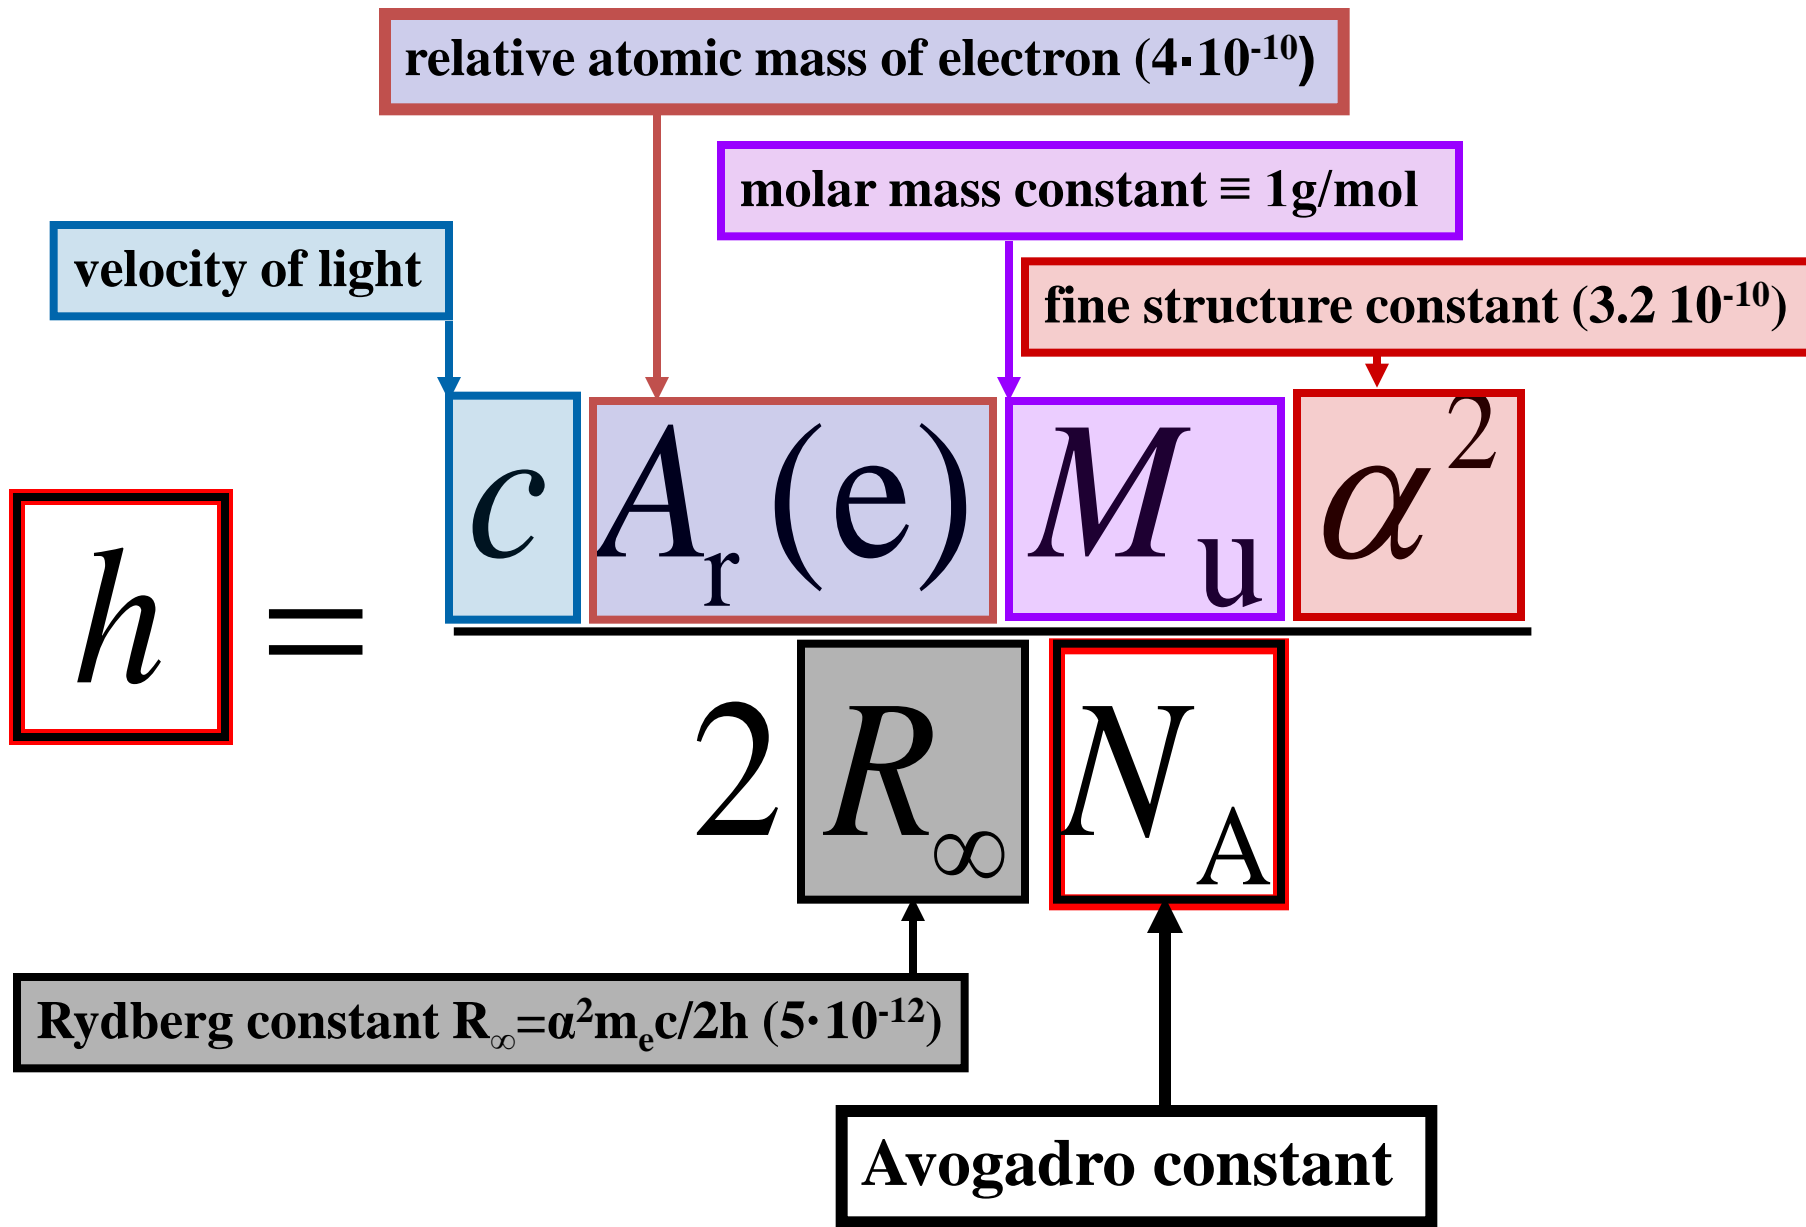 relative atomic mass of electron (4·10⁻¹⁰)
molar mass constant ≡ 1g/mol
velocity of light
fine structure constant (3.2 10⁻¹⁰)
h = c Aᵣ(e) Mᵤ α² / 2 R∞ N_A
Rydberg constant R∞=α²mₑc/2h (5·10⁻¹²)
Avogadro constant